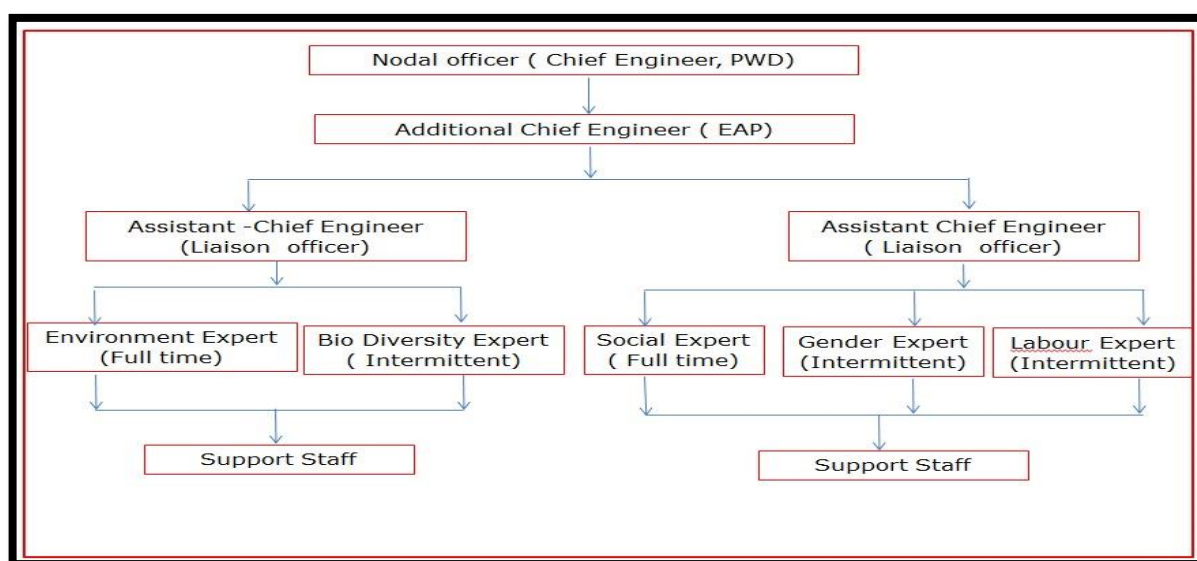 Nodal officer ( Chief Engineer, PWD)
Additional Chief Engineer ( EAP)
Assistant -Chief Engineer
(Liaison officer)
Assistant Chief Engineer
( Liaison officer)
Environment Expert
(Full time)
Bio Diversity Expert
( Intermittent)
Social Expert
( Full time)
Gender Expert
(Intermittent)
Labour Expert
(Intermittent)
Support Staff
Support Staff